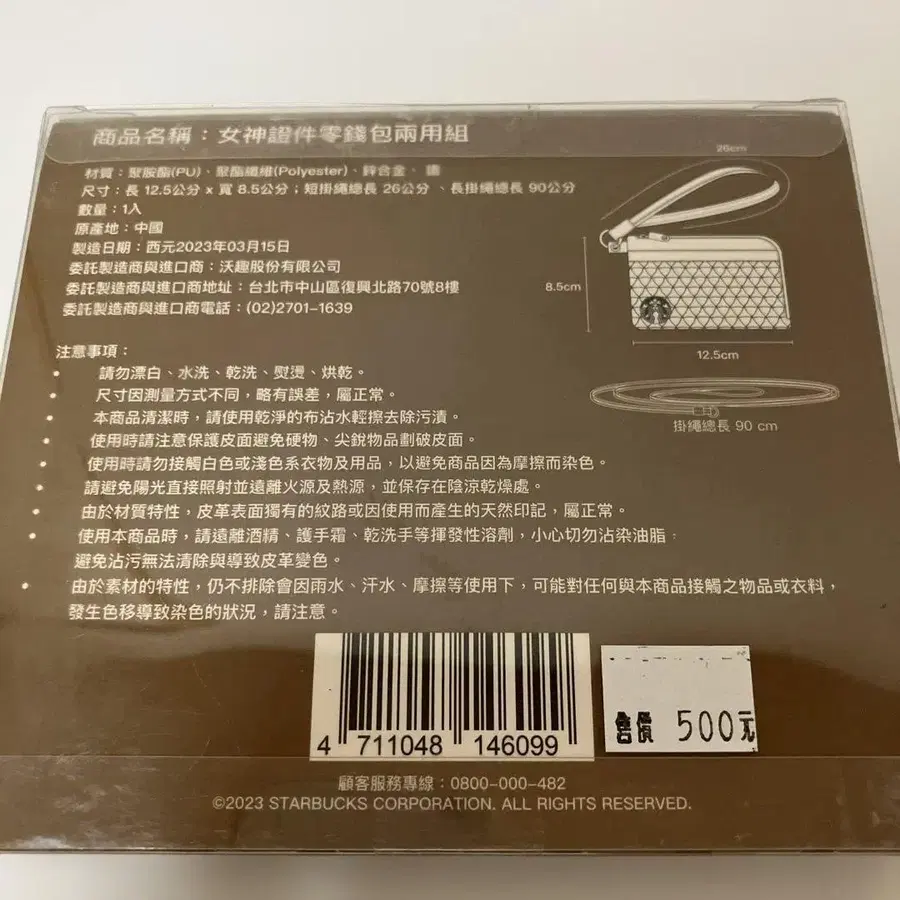 商品名稱：女神證件零錢包兩用組
材質：聚胺酯(PU)、聚酯纖維(Polyester)、鋅合金、鐵
尺寸：長 12.5公分 x 寬 8.5公分；短掛繩總長 26公分 、長掛繩總長 90公分
數量：1入
原產地：中國
製造日期：西元2023年03月15日
委託製造商與進口商：沃趣股份有限公司
委託製造商與進口商地址：台北市中山區復興北路70號8樓
委託製造商與進口商電話：(02)2701-1639
26cm
8.5cm
12.5cm
掛繩總長 90 cm
注意事項：
• 請勿漂白、水洗、乾洗、熨燙、烘乾。
• 尺寸因測量方式不同，略有誤差，屬正常。
• 本商品清潔時，請使用乾淨的布沾水輕擦去除污漬。
• 使用時請注意保護皮面避免硬物、尖銳物品劃破皮面。
• 使用時請勿接觸白色或淺色系衣物及用品，以避免商品因為摩擦而染色。
• 請避免陽光直接照射並遠離火源及熱源，並保存在陰涼乾燥處。
• 由於材質特性，皮革表面獨有的紋路或因使用而產生的天然印記，屬正常。
• 使用本商品時，請遠離酒精、護手霜、乾洗手等揮發性溶劑，小心切勿沾染油脂；
避免沾污無法清除與導致皮革變色。
• 由於素材的特性，仍不排除會因雨水、汗水、摩擦等使用下，可能對任何與本商品接觸之物品或衣料，
發生色移導致染色的狀況，請注意。
4 711048 146099
售價 500元
顧客服務專線：0800-000-482
©2023 STARBUCKS CORPORATION. ALL RIGHTS RESERVED.